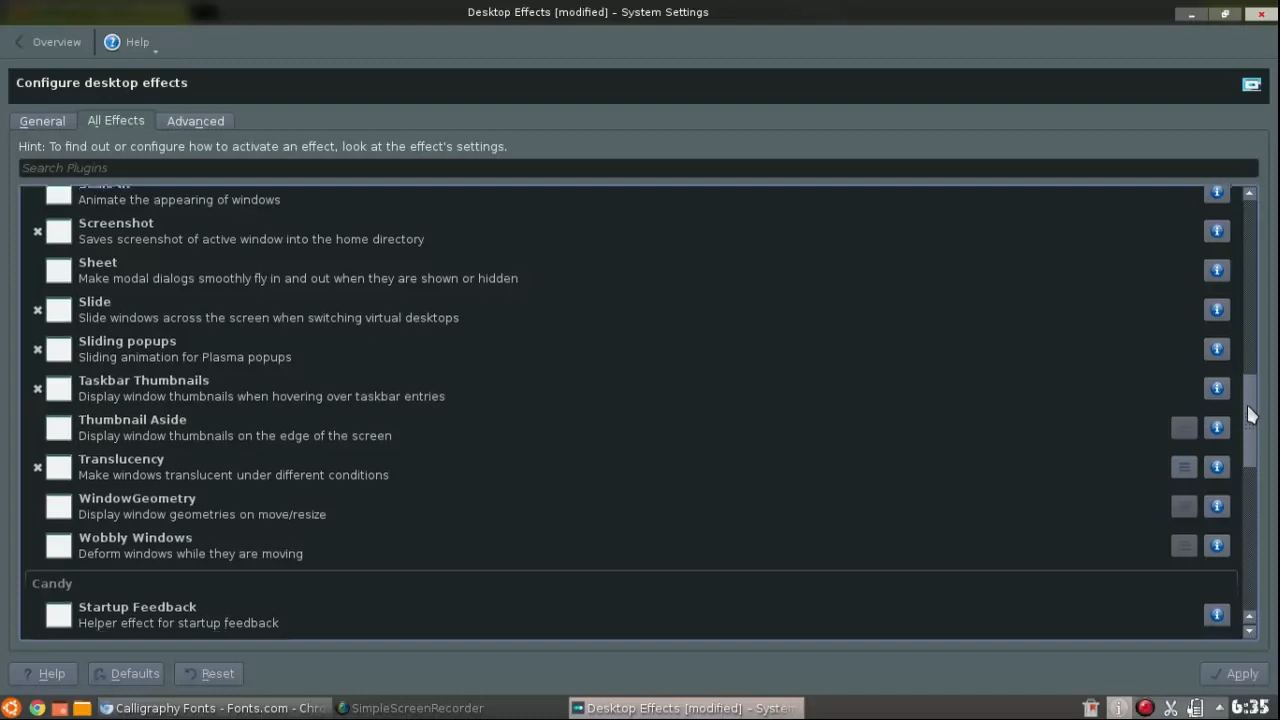 Desktop Effects [modified] – System Settings
Overview
Help
Configure desktop effects
General
All Effects
Advanced
Hint: To find out or configure how to activate an effect, look at the effect's settings.
Search Plugins
Animate the appearing of windows
Screenshot
Saves screenshot of active window into the home directory
Sheet
Make modal dialogs smoothly fly in and out when they are shown or hidden
Slide
Slide windows across the screen when switching virtual desktops
Sliding popups
Sliding animation for Plasma popups
Taskbar Thumbnails
Display window thumbnails when hovering over taskbar entries
Thumbnail Aside
Display window thumbnails on the edge of the screen
Translucency
Make windows translucent under different conditions
WindowGeometry
Display window geometries on move/resize
Wobbly Windows
Deform windows while they are moving
Candy
Startup Feedback
Helper effect for startup feedback
? Help
Defaults
Reset
Apply
Calligraphy Fonts - Fonts.com - Chro
SimpleScreenRecorder
Desktop Effects [modified] – System
6:35